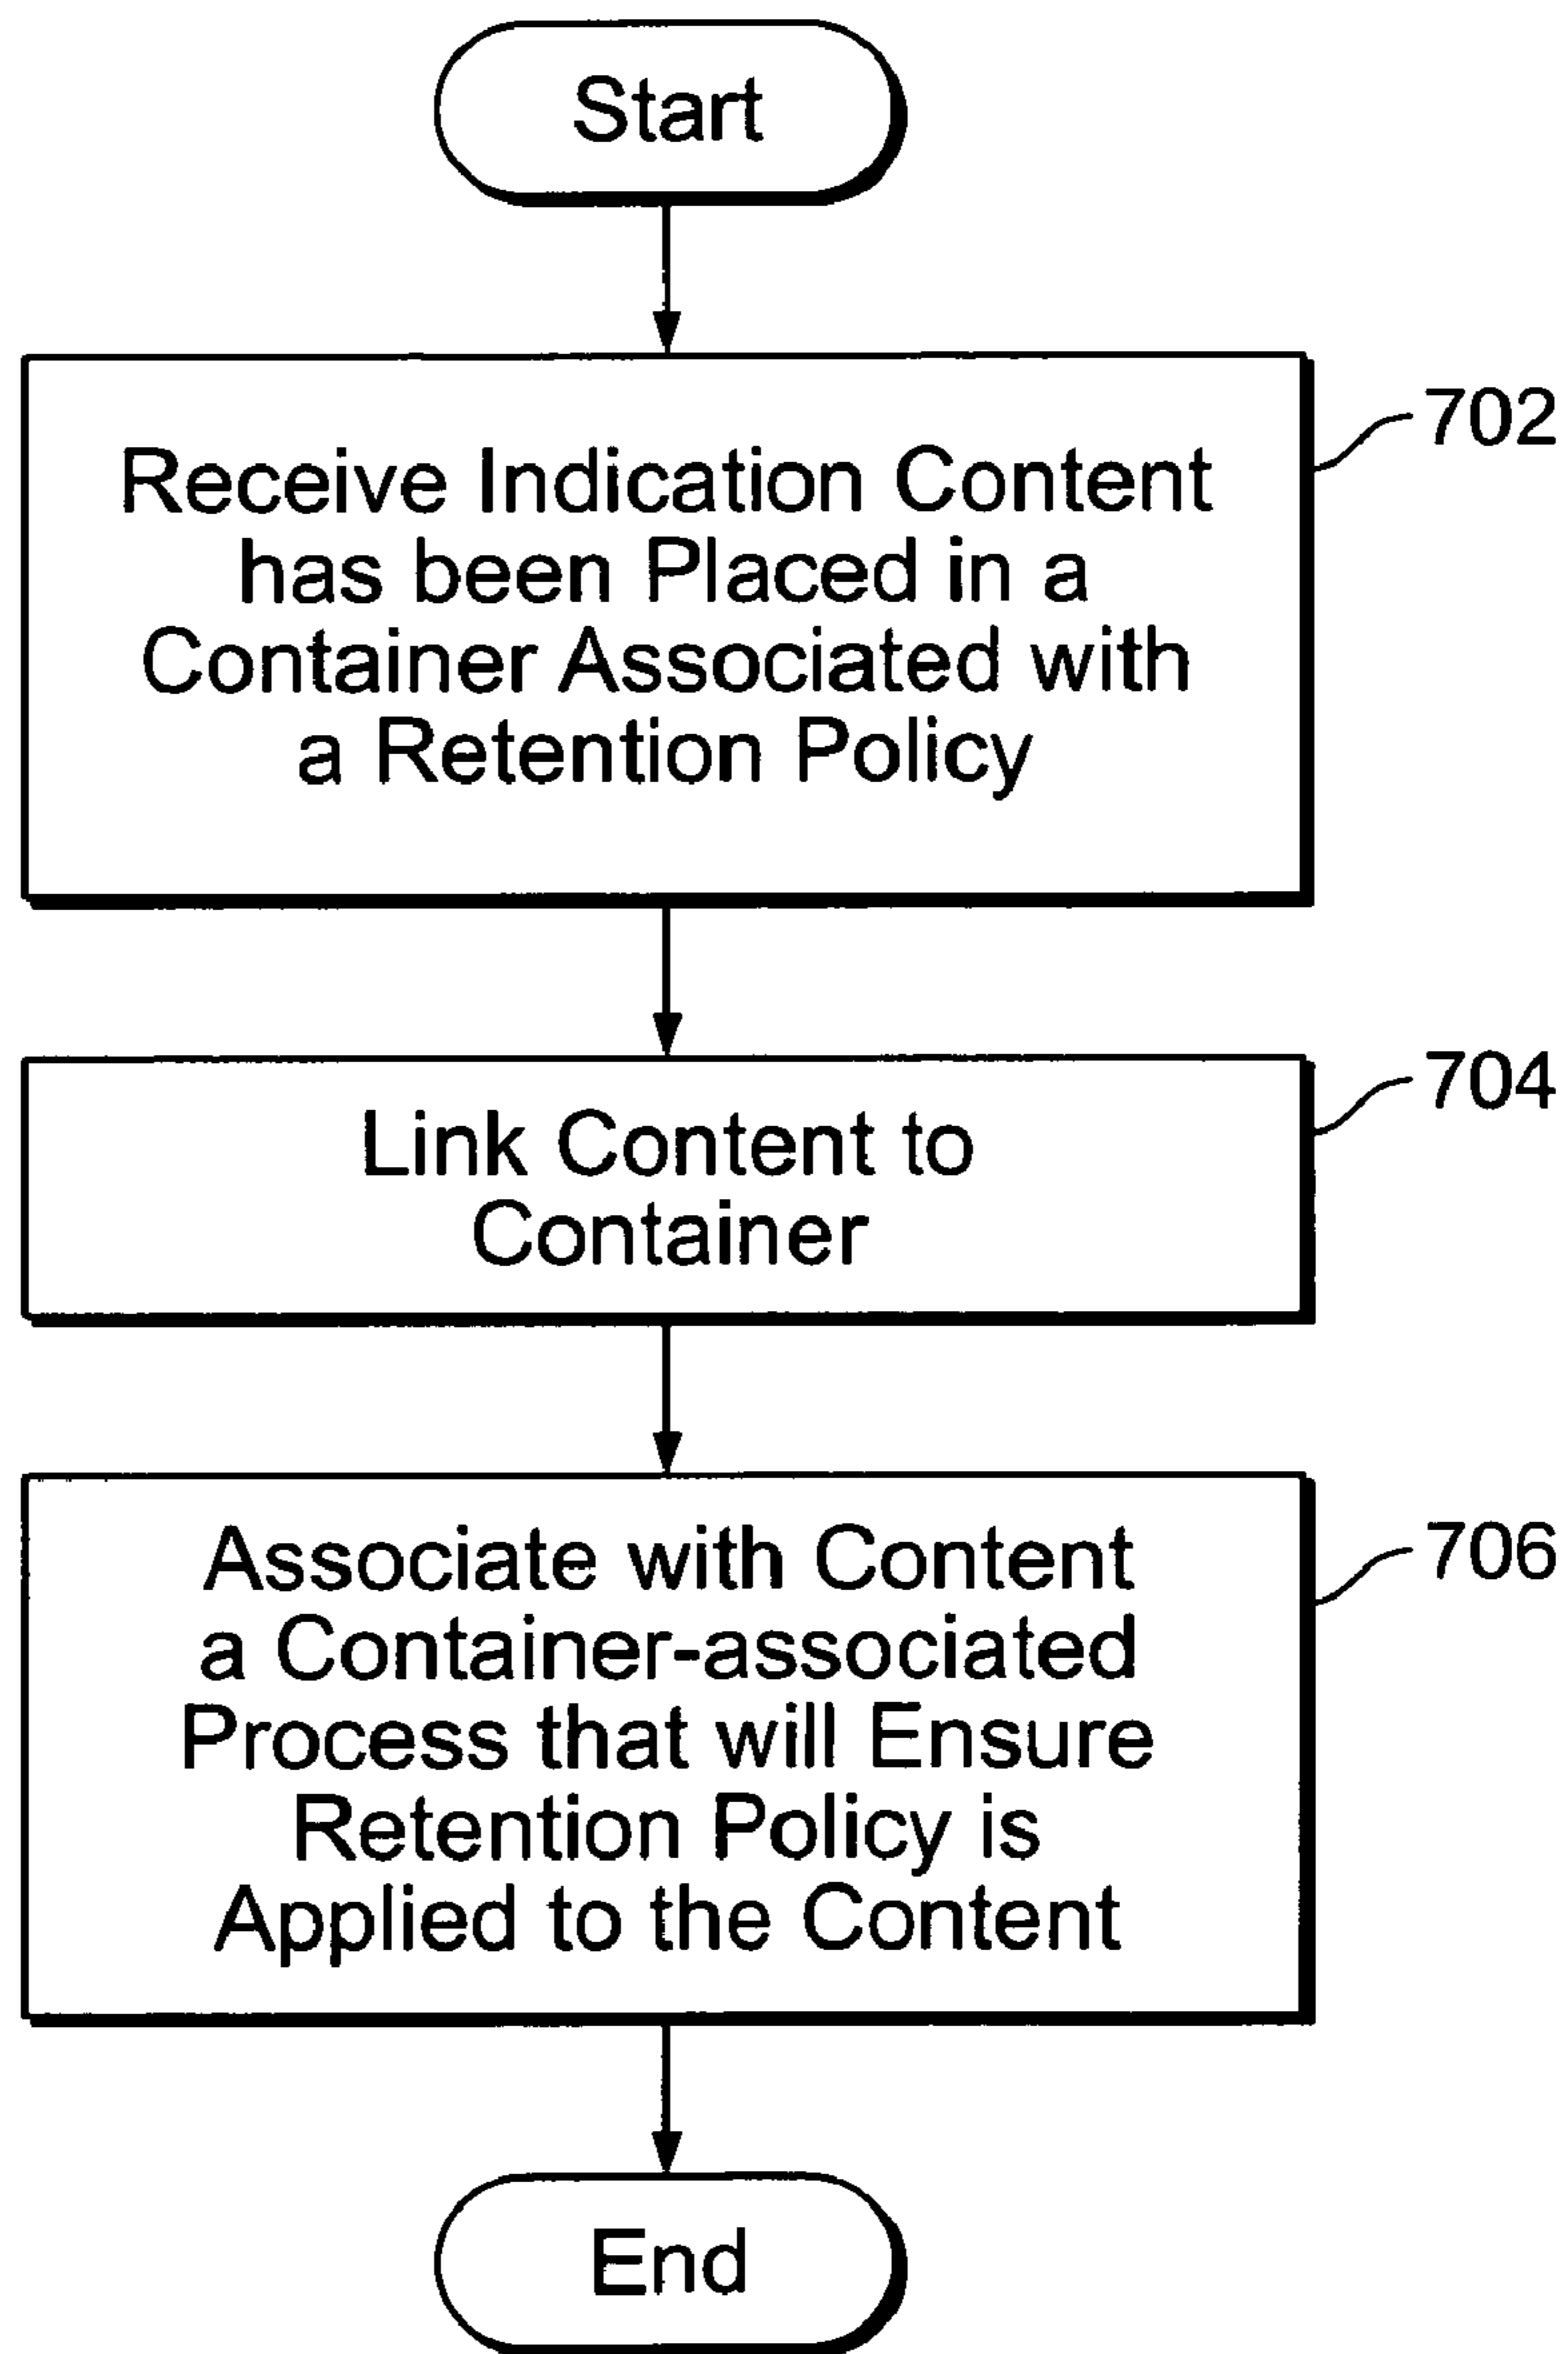 Start
Receive Indication Content
has been Placed in a
Container Associated with
a Retention Policy
702
Link Content to
Container
704
Associate with Content
a Container-associated
Process that will Ensure
Retention Policy is
Applied to the Content
706
End